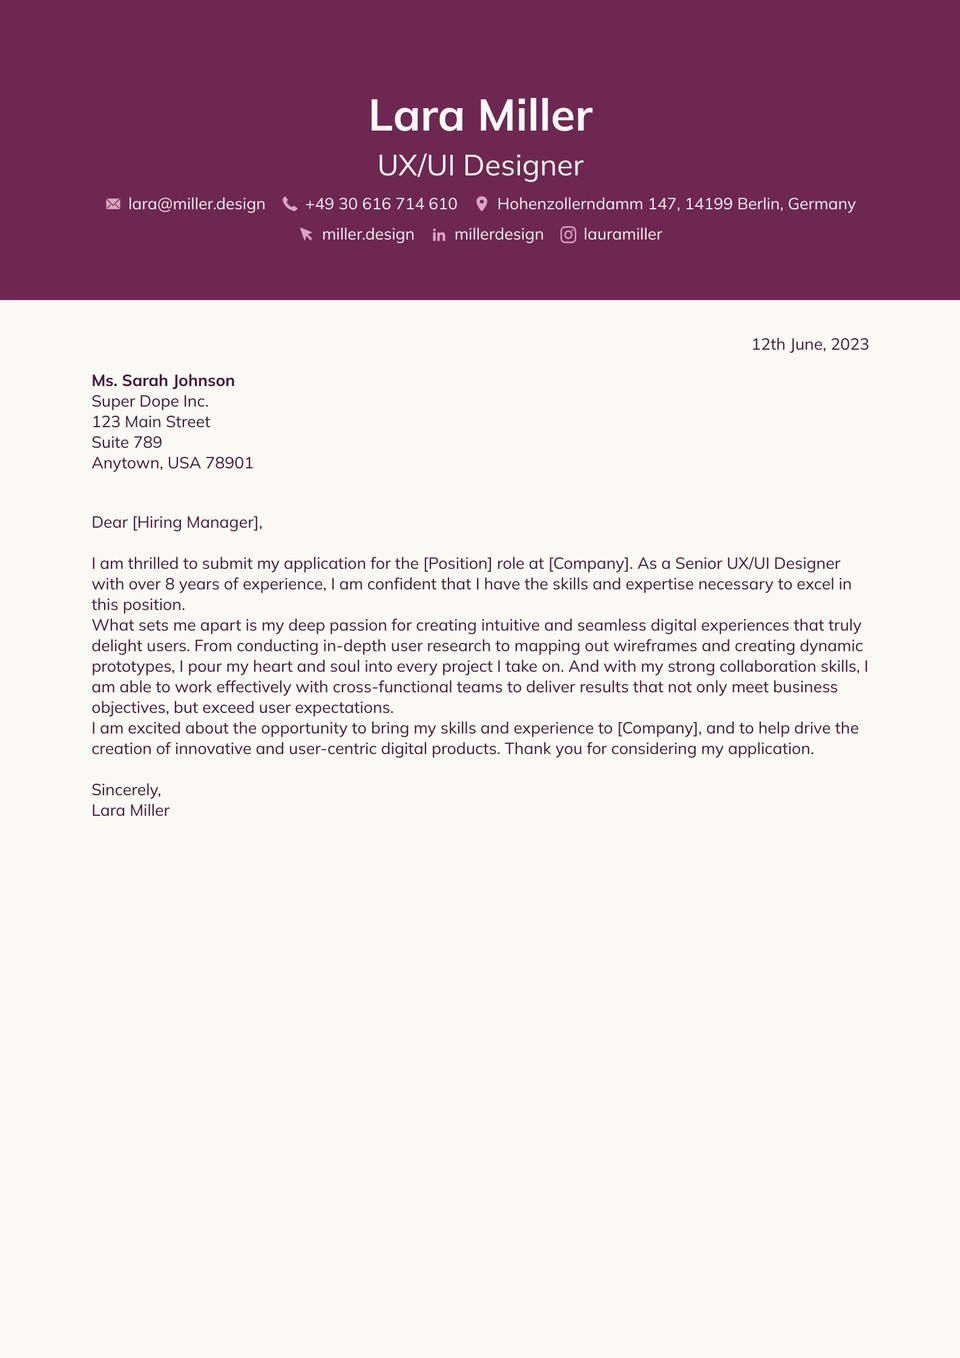 Lara Miller
UX/UI Designer
lara@miller.design +49 30 616 714 610 Hohenzollerndamm 147, 14199 Berlin, Germany
miller.design millerdesign lauramiller
12th June, 2023
Ms. Sarah Johnson
Super Dope Inc.
123 Main Street
Suite 789
Anytown, USA 78901
Dear [Hiring Manager],
I am thrilled to submit my application for the [Position] role at [Company]. As a Senior UX/UI Designer
with over 8 years of experience, I am confident that I have the skills and expertise necessary to excel in
this position.
What sets me apart is my deep passion for creating intuitive and seamless digital experiences that truly
delight users. From conducting in-depth user research to mapping out wireframes and creating dynamic
prototypes, I pour my heart and soul into every project I take on. And with my strong collaboration skills, I
am able to work effectively with cross-functional teams to deliver results that not only meet business
objectives, but exceed user expectations.
I am excited about the opportunity to bring my skills and experience to [Company], and to help drive the
creation of innovative and user-centric digital products. Thank you for considering my application.
Sincerely,
Lara Miller